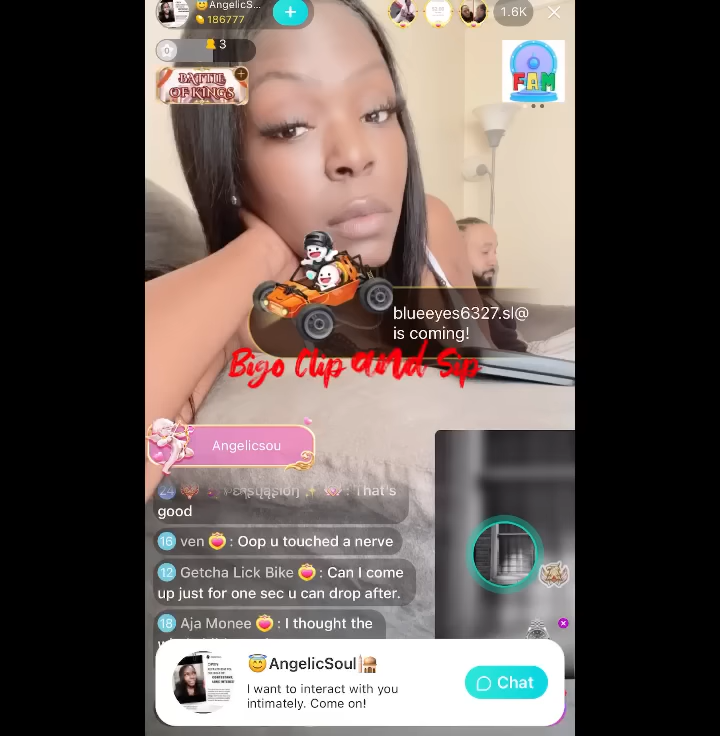 😇AngelicS...
186777
1.6K
3
BATTLE
OF KINGS
FAM
blueeyes6327.sl@
is coming!
Bigo Clip and Sip
Angelicsou
: That's
good
16 ven : Oop u touched a nerve
12 Getcha Lick Bike : Can I come
up just for one sec u can drop after.
18 Aja Monee : I thought the
😇AngelicSoul🕌
I want to interact with you
intimately. Come on!
Chat